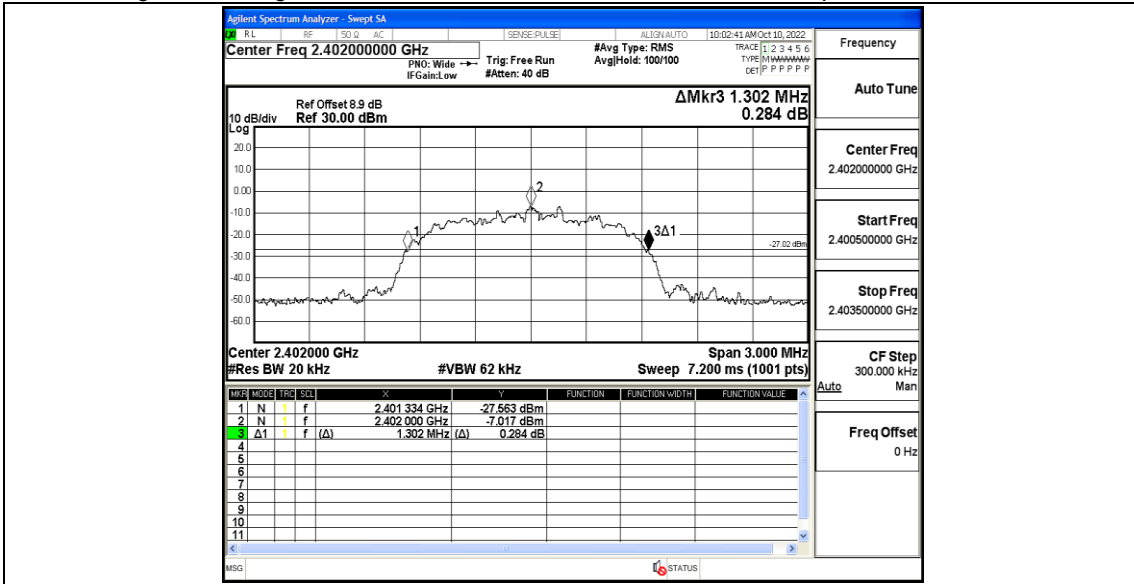 Agilent Spectrum Analyzer - Swept SA
RL RF 50 Ω AC SENSE:PULSE ALIGN AUTO 10:02:41 AM Oct 10, 2022
Center Freq 2.402000000 GHz #Avg Type: RMS TRACE 1 2 3 4 5 6
PNO: Wide Trig: Free Run Avg|Hold: 100/100 TYPE M WWWWW
IFGain:Low #Atten: 40 dB DET P P P P P P
Frequency
Auto Tune
Center Freq
2.402000000 GHz
Start Freq
2.400500000 GHz
Stop Freq
2.403500000 GHz
CF Step
300.000 kHz
Auto Man
Freq Offset
0 Hz
ΔMkr3 1.302 MHz
0.284 dB
Ref Offset 8.9 dB
10 dB/div Ref 30.00 dBm
Log
20.0
10.0
0.00
-10.0
-20.0
-30.0
-40.0
-50.0
-60.0
1
2
3Δ1
-27.02 dBm
Center 2.402000 GHz Span 3.000 MHz
#Res BW 20 kHz #VBW 62 kHz Sweep 7.200 ms (1001 pts)
MKR MODE TRC SCL X Y FUNCTION FUNCTION WIDTH FUNCTION VALUE
1 N 1 f 2.401 334 GHz -27.563 dBm
2 N 1 f 2.402 000 GHz -7.017 dBm
3 Δ1 1 f (Δ) 1.302 MHz (Δ) 0.284 dB
4
5
6
7
8
9
10
11
MSG STATUS